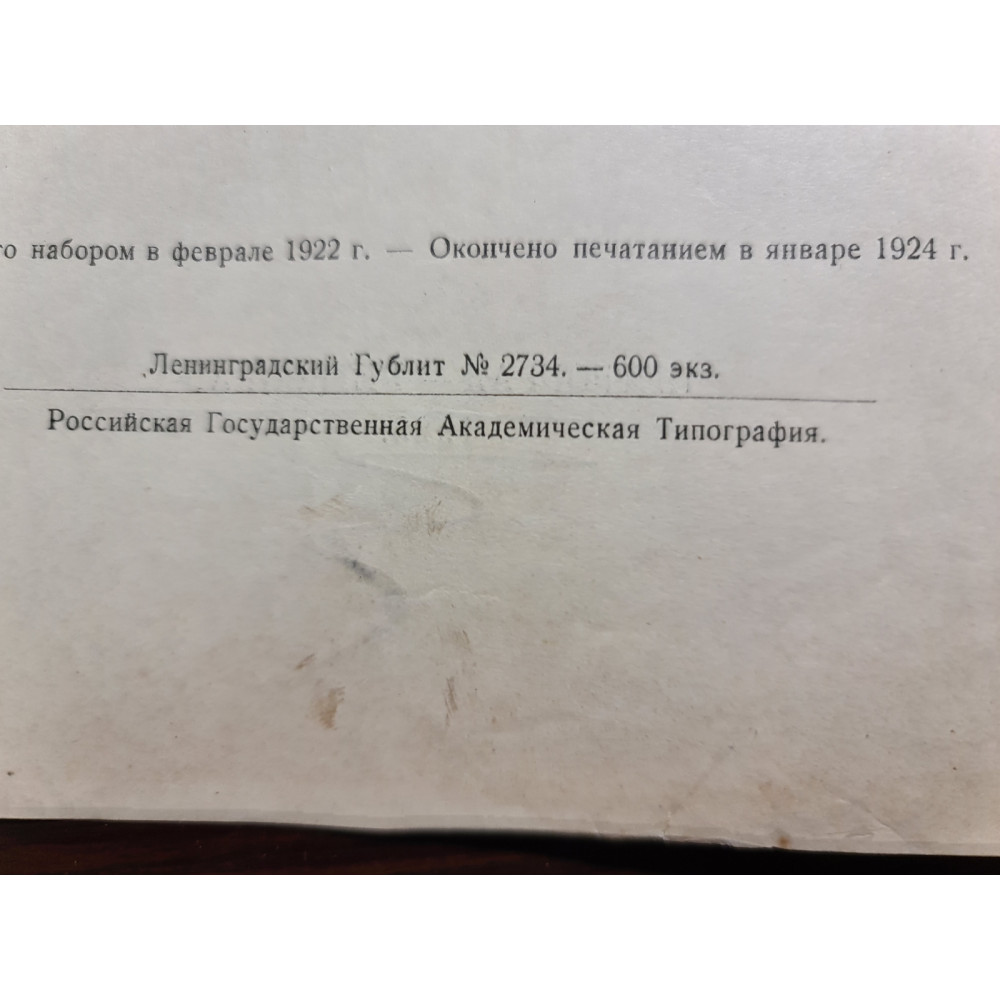 набором в феврале 1922 г. — Окончено печатанием в январе 1924 г.
Ленинградский Гублит № 2734. — 600 экз.
Российская Государственная Академическая Типография.